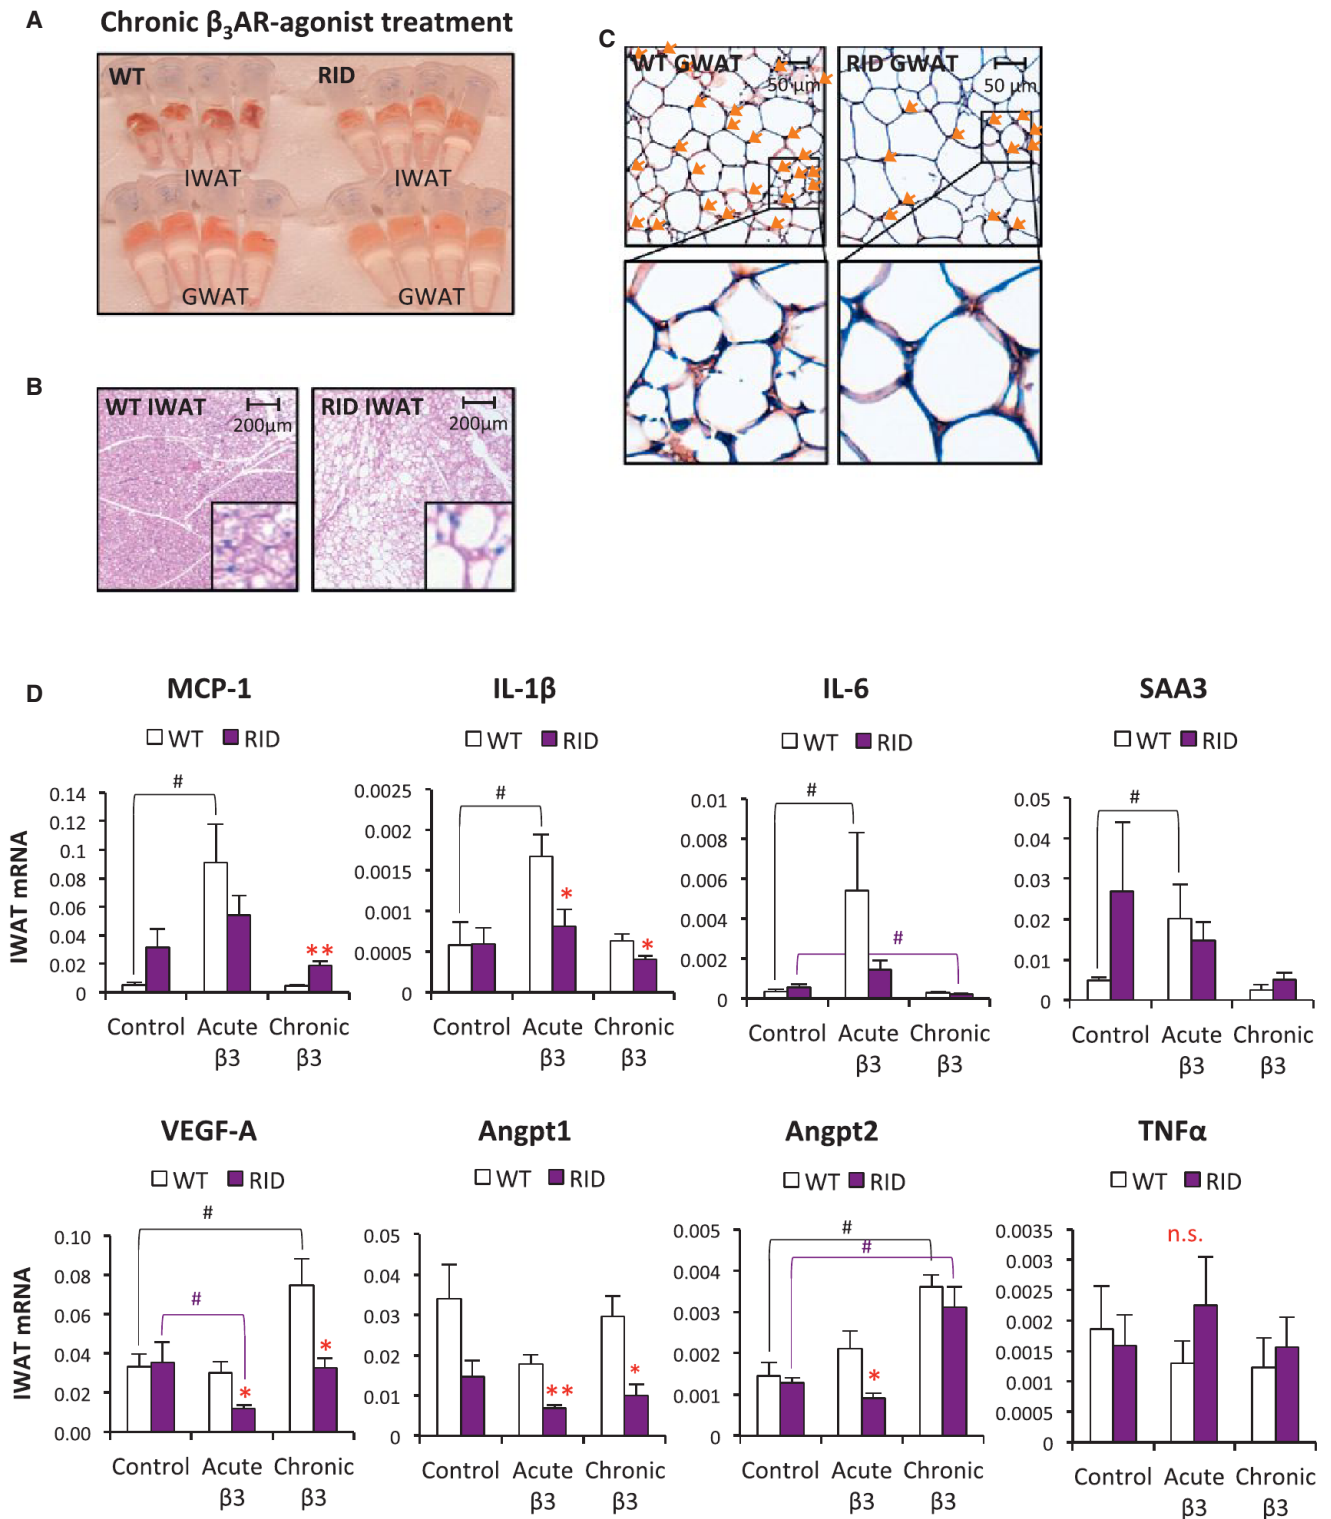 A
Chronic β₃AR-agonist treatment
WT
RID
IWAT
IWAT
GWAT
GWAT
B
WT IWAT
200µm
RID IWAT
200µm
C
WT GWAT
50 µm
RID GWAT
50 µm
D
MCP-1
WT RID
IWAT mRNA
0.14
0.12
0.1
0.08
0.06
0.04
0.02
0
#
**
Control Acute Chronic
β3 β3
IL-1β
WT RID
0.0025
0.002
0.0015
0.001
0.0005
0
#
*
*
Control Acute Chronic
β3 β3
IL-6
WT RID
0.01
0.008
0.006
0.004
0.002
0
#
#
Control Acute Chronic
β3 β3
SAA3
WT RID
0.05
0.04
0.03
0.02
0.01
0
#
Control Acute Chronic
β3 β3
VEGF-A
WT RID
IWAT mRNA
0.10
0.08
0.06
0.04
0.02
0.00
#
#
*
*
Control Acute Chronic
β3 β3
Angpt1
WT RID
0.05
0.04
0.03
0.02
0.01
0
**
*
Control Acute Chronic
β3 β3
Angpt2
WT RID
0.005
0.004
0.003
0.002
0.001
0
#
#
*
Control Acute Chronic
β3 β3
TNFα
WT RID
0.0035
0.003
0.0025
0.002
0.0015
0.001
0.0005
0
n.s.
Control Acute Chronic
β3 β3